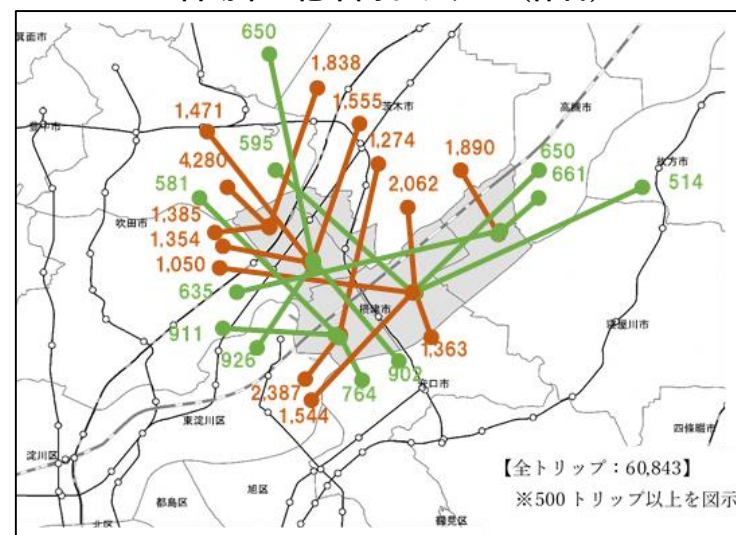 650
箕面市
1,838
茨木市
1,555
高槻市
1,471
豊中市
1,274
595
1,890
650
枚方市
4,280
661
581
2,062
514
吹田市
1,385
1,354
1,050
635
摂津市
寝屋川市
911
926
1,363
902
守口市
2,387
764
1,544
東淀川区
四條畷市
淀川区
【全トリップ：60,843】
旭区
都島区
※500 トリップ以上を図示
北区
鶴見区